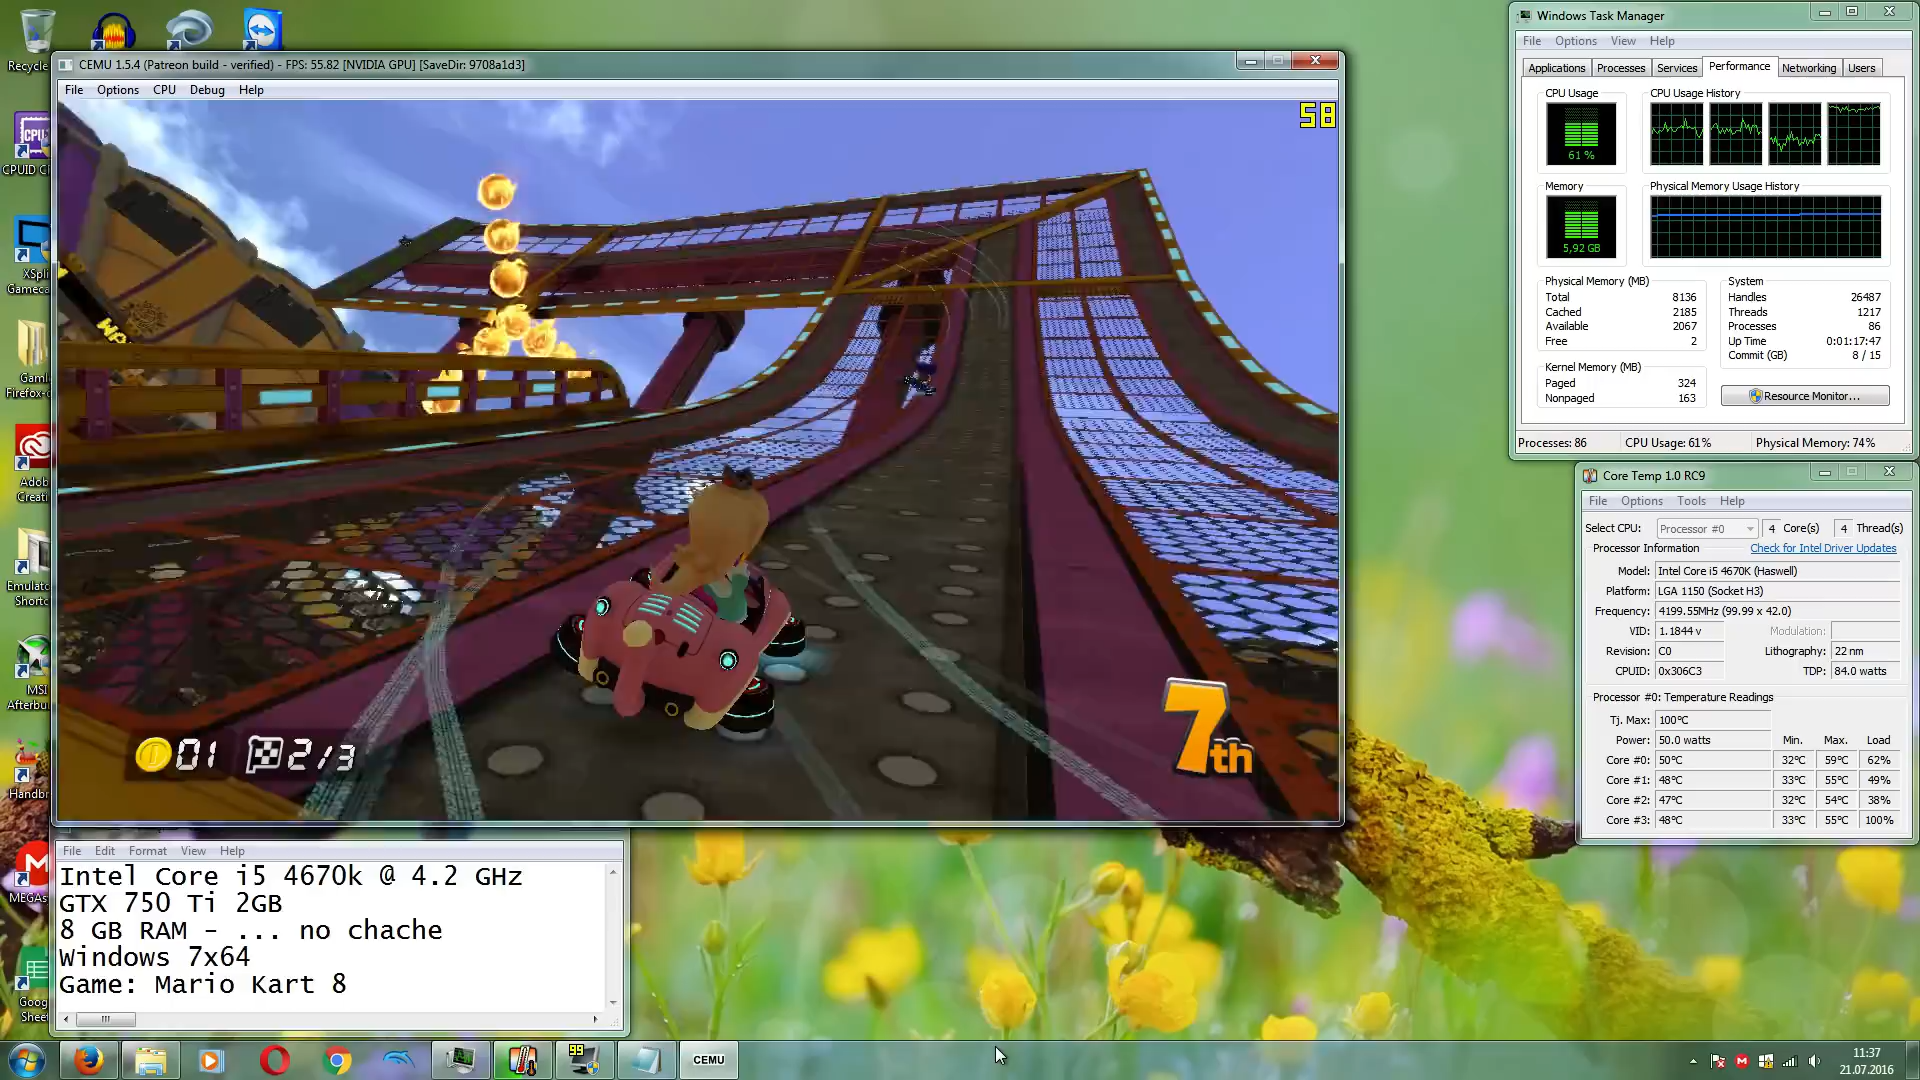 Recycle
CPUID C
XSpli
Gamec
Gaml
Firefox-d
Adob
Creati
Emulato
Shortc
MSI
Afterbur
Handbr
MEGAs
Goog
Sheet
CEMU 1.5.4 (Patreon build - verified) - FPS: 55.82 [NVIDIA GPU] [SaveDir: 9708a1d3]
File Options CPU Debug Help
58
01 2/3
7th
File Edit Format View Help
Intel Core i5 4670k @ 4.2 GHz
GTX 750 Ti 2GB
8 GB RAM - ... no chache
Windows 7x64
Game: Mario Kart 8
Windows Task Manager
File Options View Help
Applications Processes Services Performance Networking Users
CPU Usage CPU Usage History
61 %
Memory Physical Memory Usage History
5,92 GB
Physical Memory (MB)
Total 8136
Cached 2185
Available 2067
Free 2
Kernel Memory (MB)
Paged 324
Nonpaged 163
System
Handles 26487
Threads 1217
Processes 86
Up Time 0:01:17:47
Commit (GB) 8 / 15
Resource Monitor...
Processes: 86 CPU Usage: 61% Physical Memory: 74%
Core Temp 1.0 RC9
File Options Tools Help
Select CPU: Processor #0 4 Core(s) 4 Thread(s)
Processor Information Check for Intel Driver Updates
Model: Intel Core i5 4670K (Haswell)
Platform: LGA 1150 (Socket H3)
Frequency: 4199.55MHz (99.99 x 42.0)
VID: 1.1844 v Modulation:
Revision: C0 Lithography: 22 nm
CPUID: 0x306C3 TDP: 84.0 watts
Processor #0: Temperature Readings
Tj. Max: 100°C
Power: 50.0 watts Min. Max. Load
Core #0: 50°C 32°C 59°C 62%
Core #1: 48°C 33°C 55°C 49%
Core #2: 47°C 32°C 54°C 38%
Core #3: 48°C 33°C 55°C 100%
99
CEMU
11:37
21.07.2016